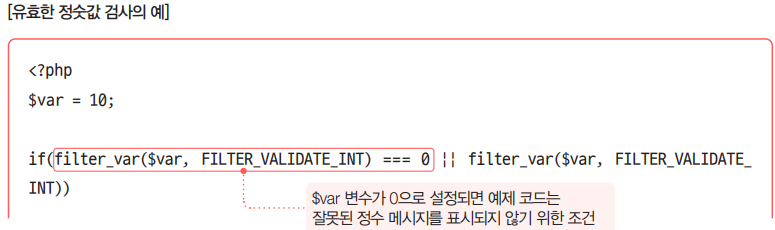 [유효한 정숫값 검사의 예]
<?php
$var = 10;
if(filter_var($var, FILTER_VALIDATE_INT) === 0 || filter_var($var, FILTER_VALIDATE_
INT))
$var 변수가 0으로 설정되면 예제 코드는
잘못된 정수 메시지를 표시되지 않기 위한 조건